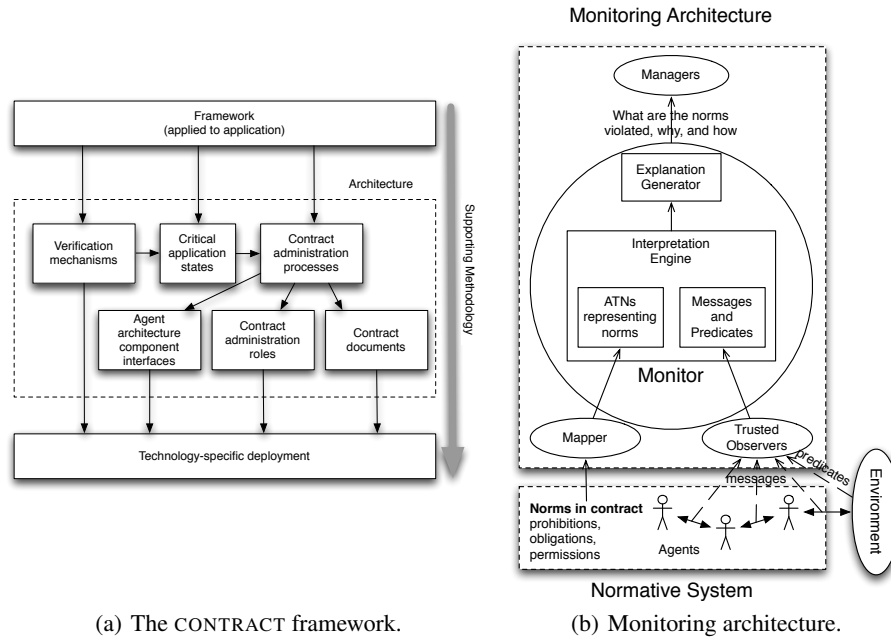 Framework
(applied to application)
Architecture
Verification
mechanisms
Critical
application
states
Contract
administration
processes
Agent
architecture
component
interfaces
Contract
administration
roles
Contract
documents
Technology-specific deployment
Supporting Methodology
(a) The CONTRACT framework.
Monitoring Architecture
Managers
What are the norms
violated, why, and how
Explanation
Generator
Interpretation
Engine
ATNs
representing
norms
Messages
and
Predicates
Monitor
Mapper
Trusted
Observers
predicates
messages
Norms in contract
prohibitions,
obligations,
permissions
Agents
Environment
Normative System
(b) Monitoring architecture.